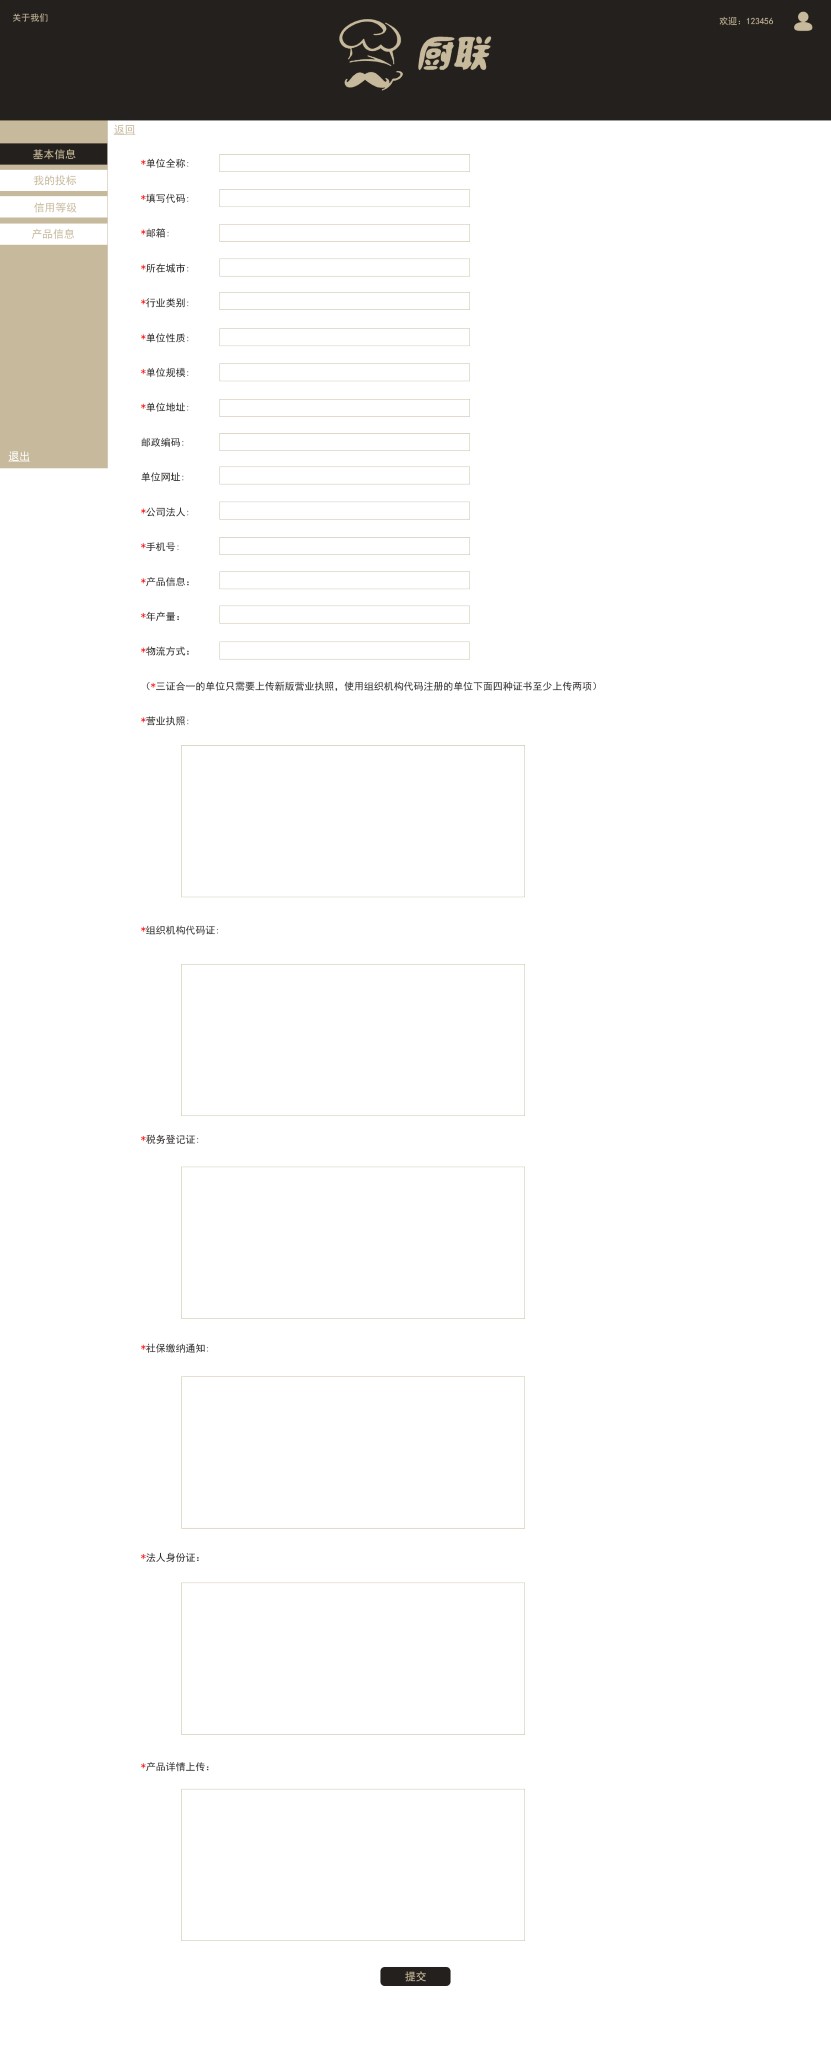 关于我们
欢迎：123456
厨联
返回
基本信息
我的投标
信用等级
产品信息
退出
*单位全称:
*填写代码:
*邮箱:
*所在城市:
*行业类别:
*单位性质:
*单位规模:
*单位地址:
邮政编码:
单位网址:
*公司法人:
*手机号:
*产品信息：
*年产量：
*物流方式：
（*三证合一的单位只需要上传新版营业执照，使用组织机构代码注册的单位下面四种证书至少上传两项）
*营业执照:
*组织机构代码证:
*税务登记证:
*社保缴纳通知:
*法人身份证：
*产品详情上传：
提交